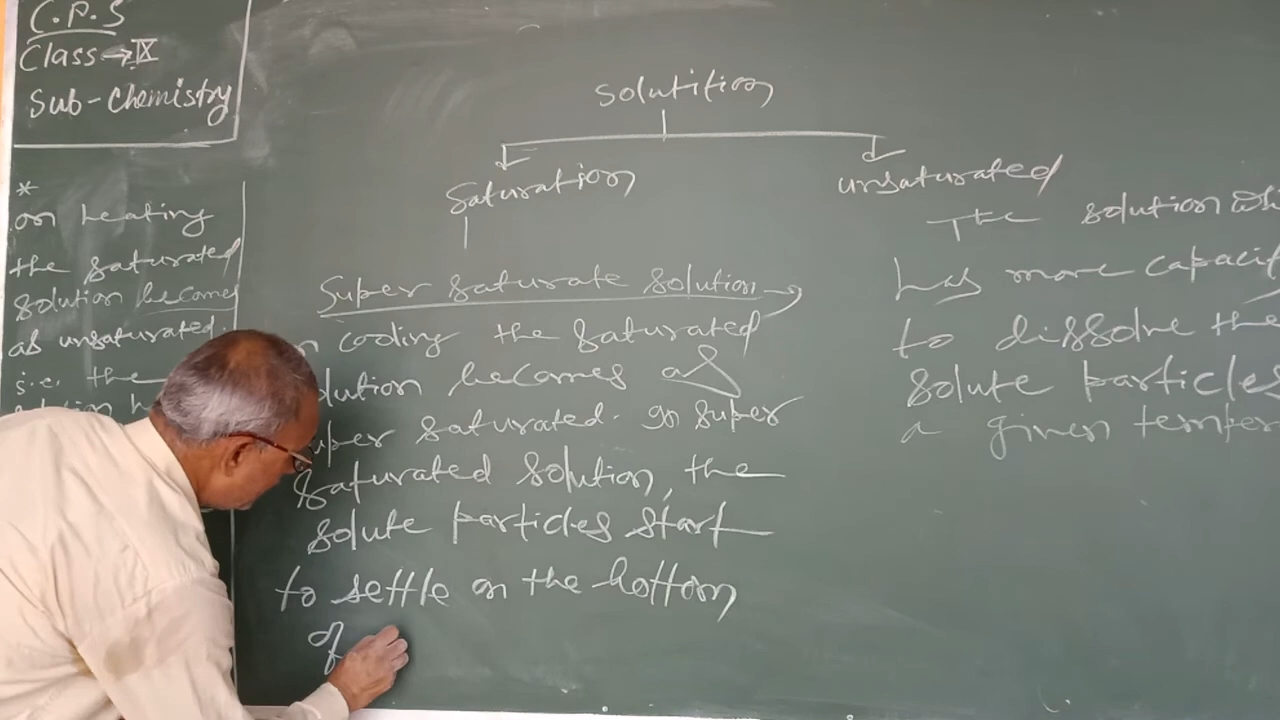 C.P.S
Class → IX
Sub - Chemistry
solutition
Saturation
unsaturated
*
on heating
the saturated
solution becomes
as unsaturated.
i.e. the
Super saturate solution →
n cooling the saturated
olution becomes as
uper saturated. In super
saturated solution, the
solute particles start
to settle on the bottom
of
The solution whi
has more capacit
to dissolve the
solute particles
a given temper